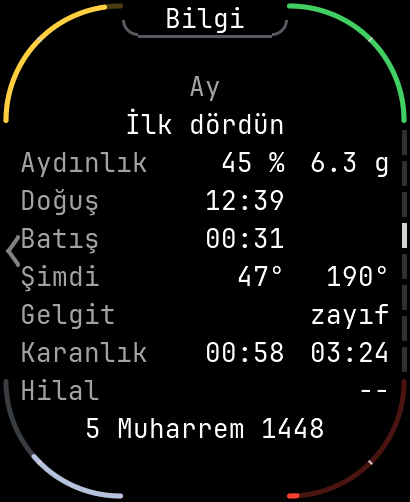 Bilgi
Ay
İlk dördün
Aydınlık 45 % 6.3 g
Doğuş 12:39
Batış 00:31
Şimdi 47° 190°
Gelgit zayıf
Karanlık 00:58 03:24
Hilal --
5 Muharrem 1448